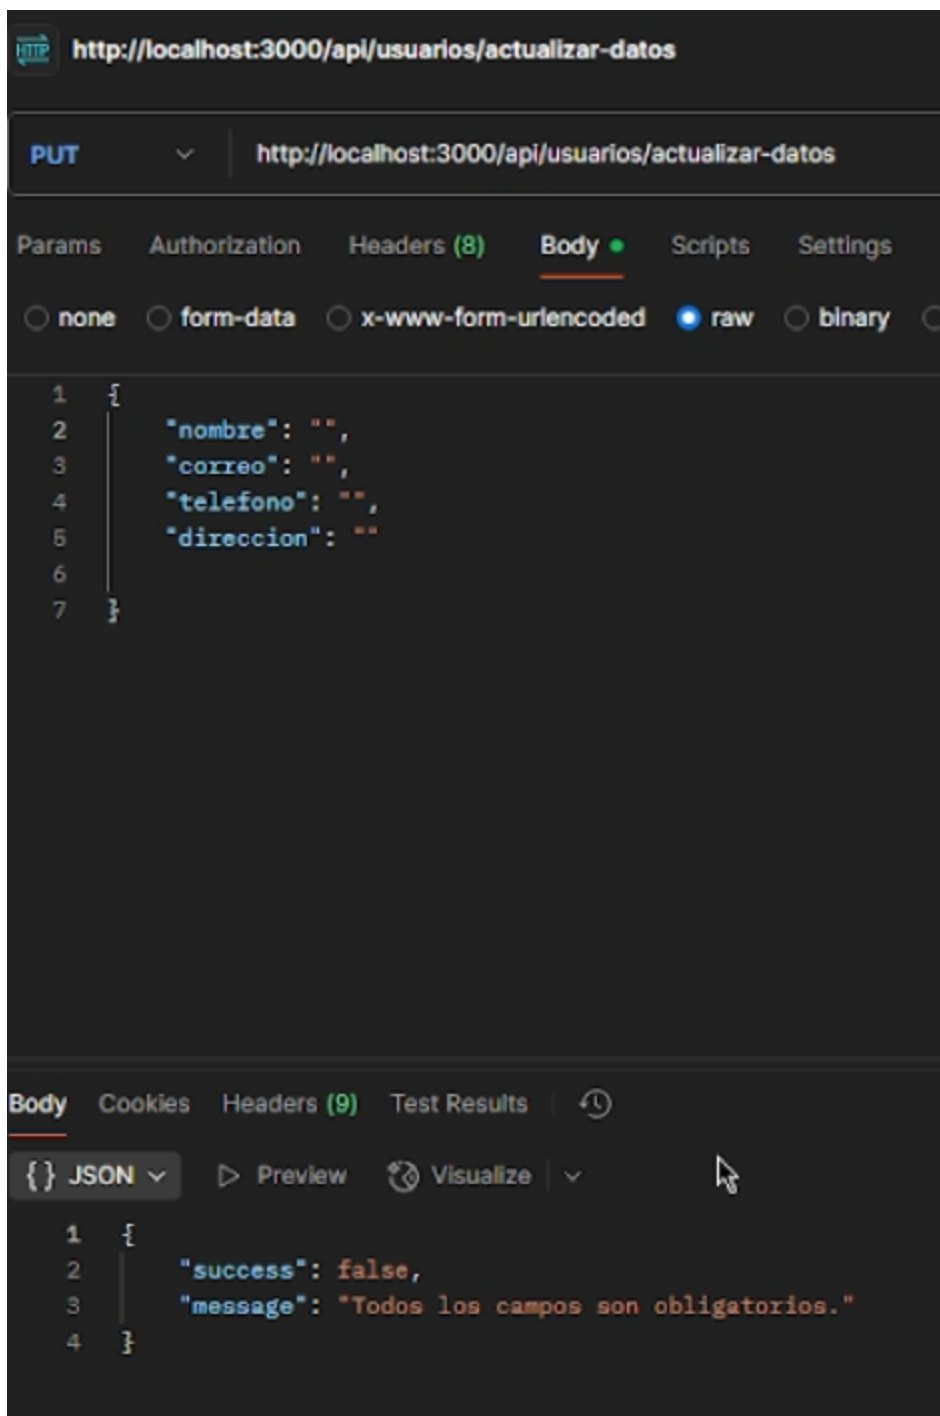 HTTP http://localhost:3000/api/usuarios/actualizar-datos
PUT http://localhost:3000/api/usuarios/actualizar-datos
Params Authorization Headers (8) Body Scripts Settings
none form-data x-www-form-urlencoded raw binary
1 {
2 "nombre": "",
3 "correo": "",
4 "telefono": "",
5 "direccion": ""
6
7 }
Body Cookies Headers (9) Test Results
{} JSON Preview Visualize
1 {
2 "success": false,
3 "message": "Todos los campos son obligatorios."
4 }